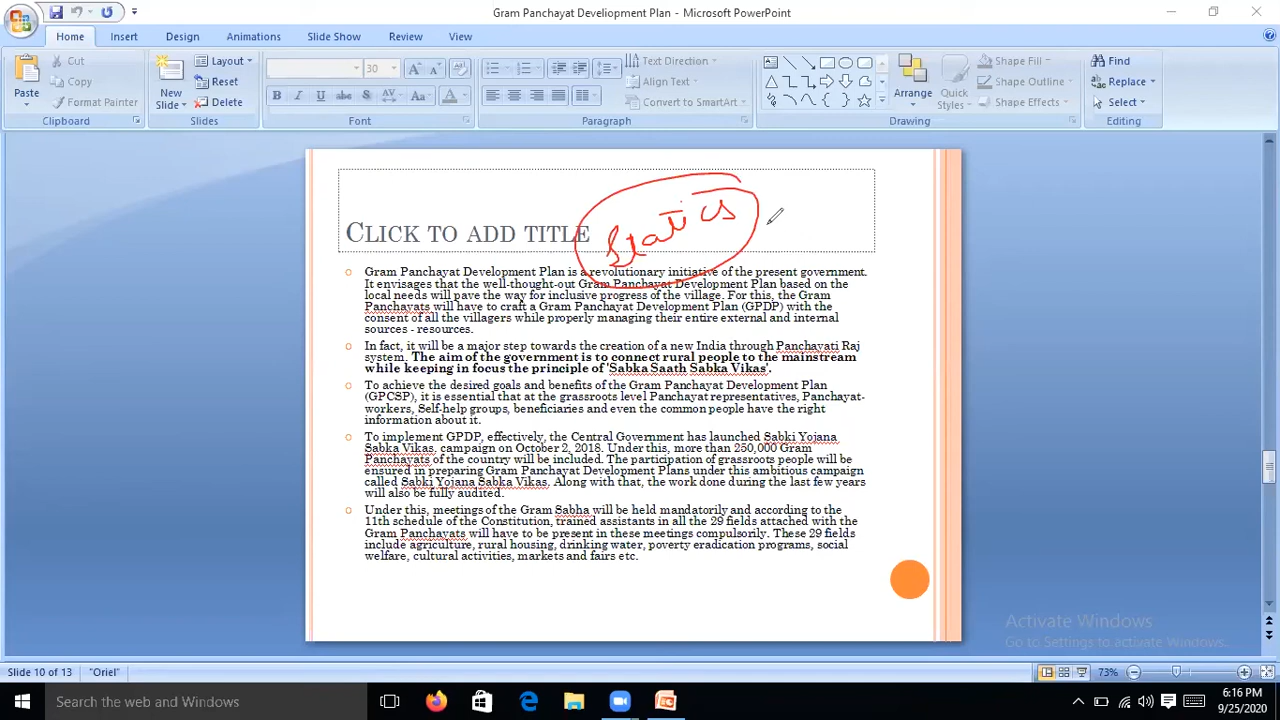 Gram Panchayat Develiopment Plan - Microsoft PowerPoint
Home Insert Design Animations Slide Show Review View
Cut
Copy
Format Painter
Paste
Clipboard
Layout
Reset
Delete
New
Slide
Slides
30
B I U abc S AV Aa A
Font
Text Direction
Align Text
Convert to SmartArt
Paragraph
Arrange
Quick
Styles
Shape Fill
Shape Outline
Shape Effects
Drawing
Find
Replace
Select
Editing
Statics
CLICK TO ADD TITLE
Gram Panchayat Development Plan is a revolutionary initiative of the present government.
It envisages that the well-thought-out Gram Panchayat Development Plan based on the
local needs will pave the way for inclusive progress of the village. For this, the Gram
Panchayats will have to craft a Gram Panchayat Development Plan (GPDP) with the
consent of all the villagers while properly managing their entire external and internal
sources - resources.
In fact, it will be a major step towards the creation of a new India through Panchayati Raj
system. The aim of the government is to connect rural people to the mainstream
while keeping in focus the principle of 'Sabka Saath Sabka Vikas'.
To achieve the desired goals and benefits of the Gram Panchayat Development Plan
(GPCSP), it is essential that at the grassroots level Panchayat representatives, Panchayat-
workers, Self-help groups, beneficiaries and even the common people have the right
information about it.
To implement GPDP, effectively, the Central Government has launched Sabki Yojana
Sabka Vikas, campaign on October 2, 2018. Under this, more than 250,000 Gram
Panchayats of the country will be included. The participation of grassroots people will be
ensured in preparing Gram Panchayat Development Plans under this ambitious campaign
called Sabki Yojana Sabka Vikas. Along with that, the work done during the last few years
will also be fully audited.
Under this, meetings of the Gram Sabha will be held mandatorily and according to the
11th schedule of the Constitution, trained assistants in all the 29 fields attached with the
Gram Panchayats will have to be present in these meetings compulsorily. These 29 fields
include agriculture, rural housing, drinking water, poverty eradication programs, social
welfare, cultural activities, markets and fairs etc.
Activate Windows
Go to Settings to activate Windows.
Slide 10 of 13 "Oriel" 73%
Search the web and Windows
6:16 PM
9/25/2020